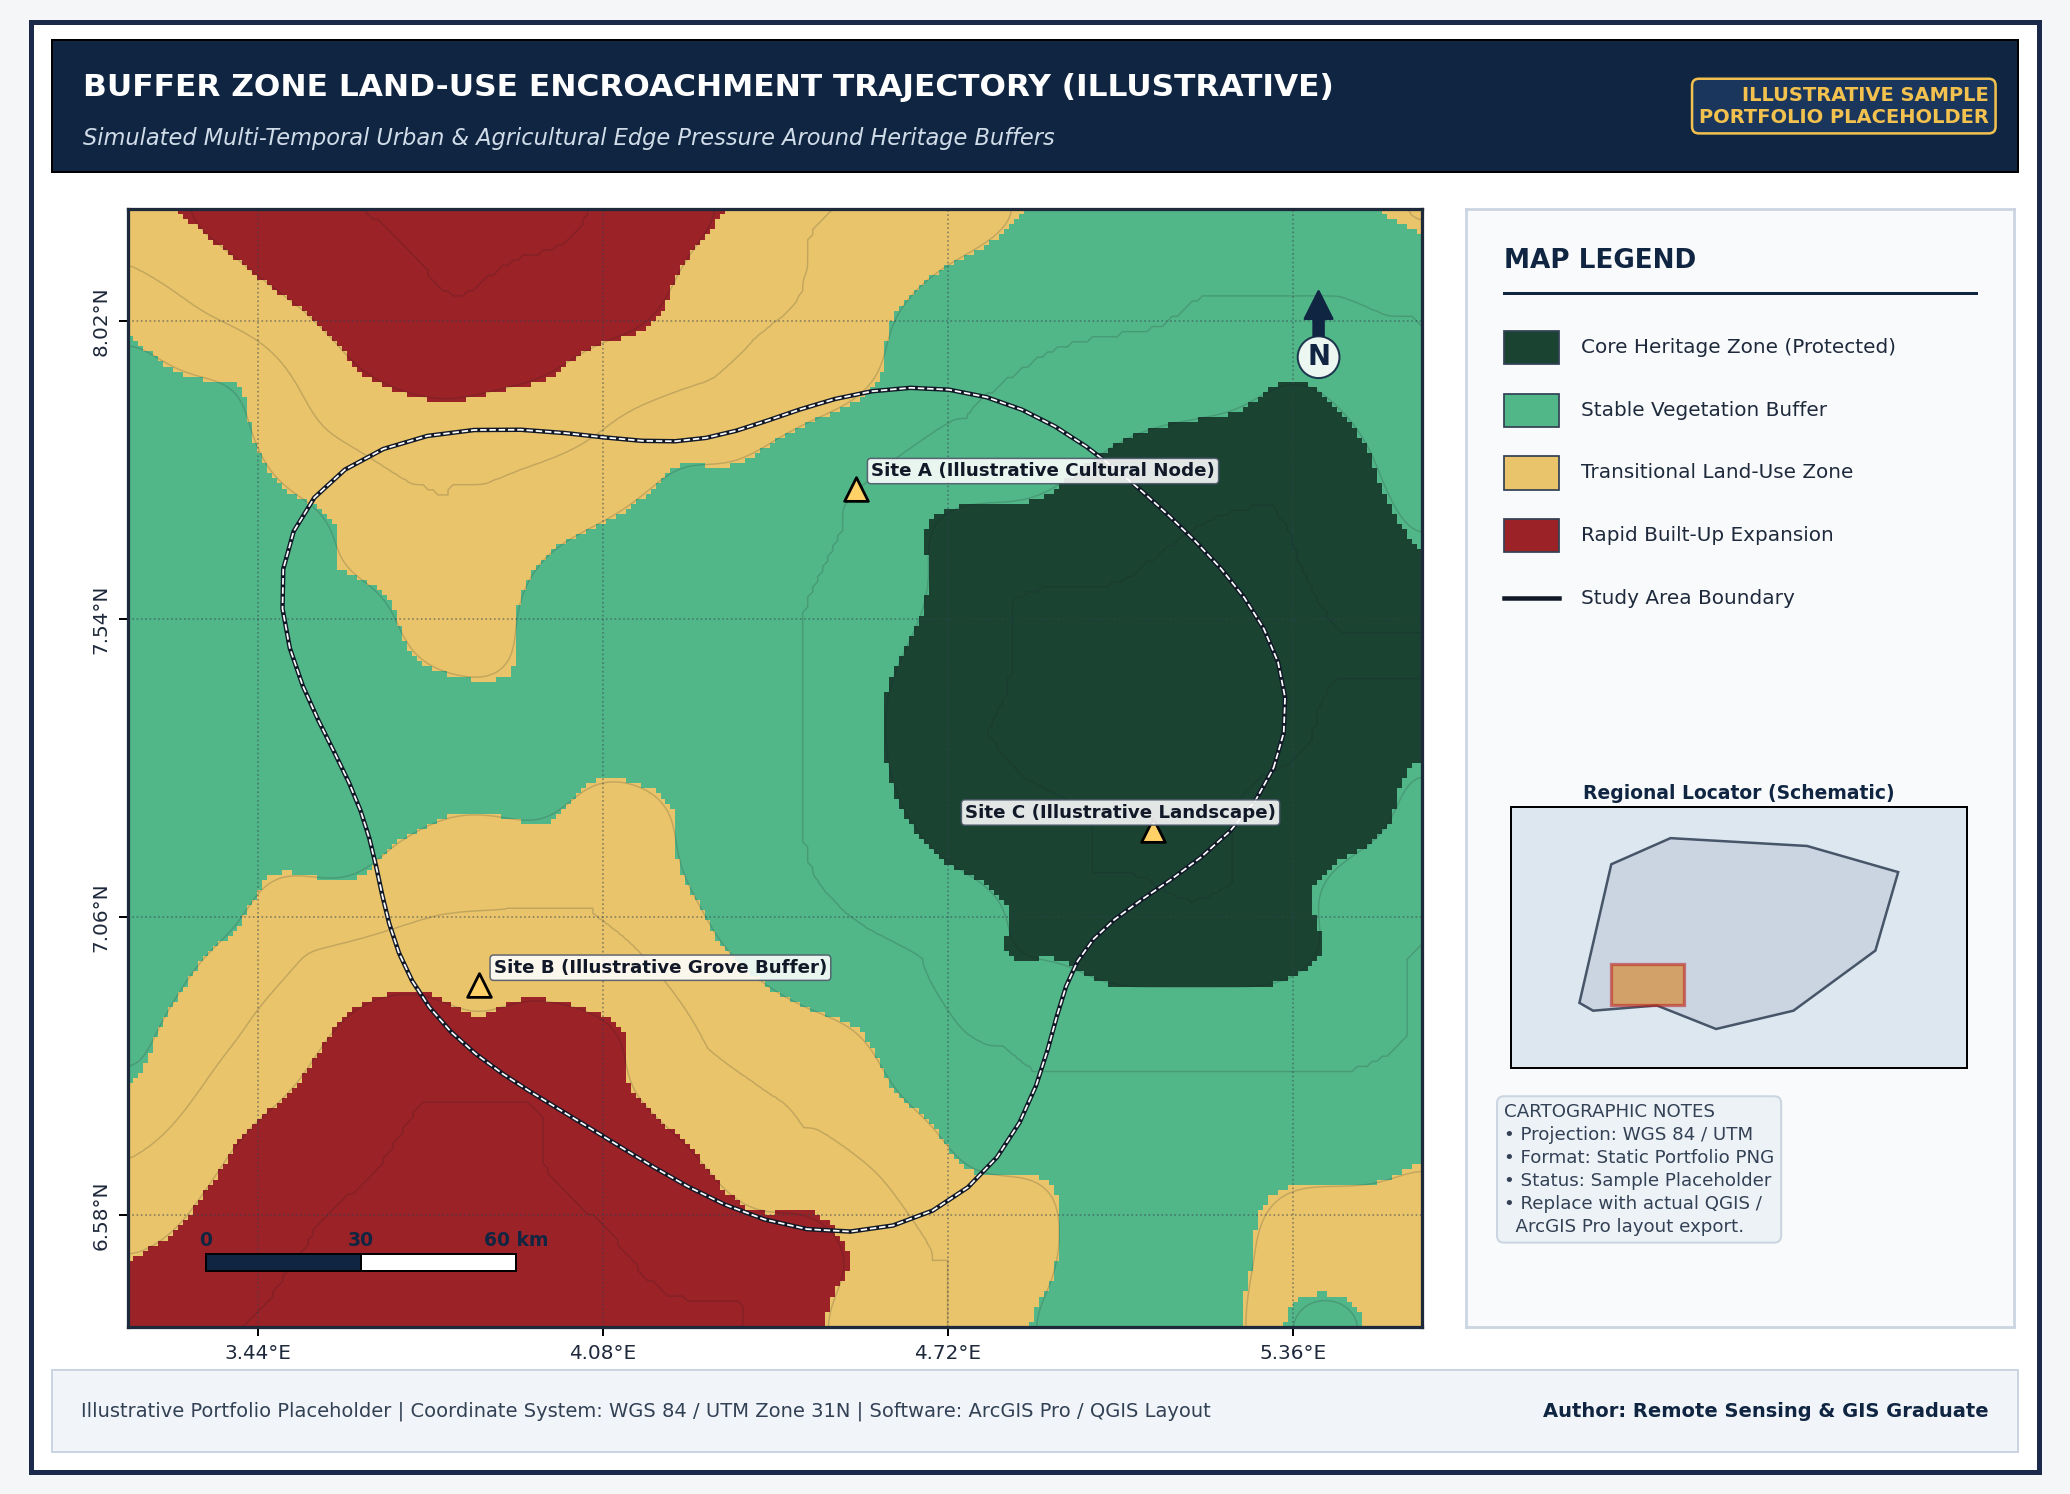 BUFFER ZONE LAND-USE ENCROACHMENT TRAJECTORY (ILLUSTRATIVE)
Simulated Multi-Temporal Urban & Agricultural Edge Pressure Around Heritage Buffers
ILLUSTRATIVE SAMPLE
PORTFOLIO PLACEHOLDER
8.02°N
7.54°N
7.06°N
6.58°N
N
Site A (Illustrative Cultural Node)
Site C (Illustrative Landscape)
Site B (Illustrative Grove Buffer)
0 30 60 km
3.44°E 4.08°E 4.72°E 5.36°E
MAP LEGEND
Core Heritage Zone (Protected)
Stable Vegetation Buffer
Transitional Land-Use Zone
Rapid Built-Up Expansion
Study Area Boundary
Regional Locator (Schematic)
CARTOGRAPHIC NOTES
• Projection: WGS 84 / UTM
• Format: Static Portfolio PNG
• Status: Sample Placeholder
• Replace with actual QGIS /
ArcGIS Pro layout export.
Illustrative Portfolio Placeholder | Coordinate System: WGS 84 / UTM Zone 31N | Software: ArcGIS Pro / QGIS Layout
Author: Remote Sensing & GIS Graduate